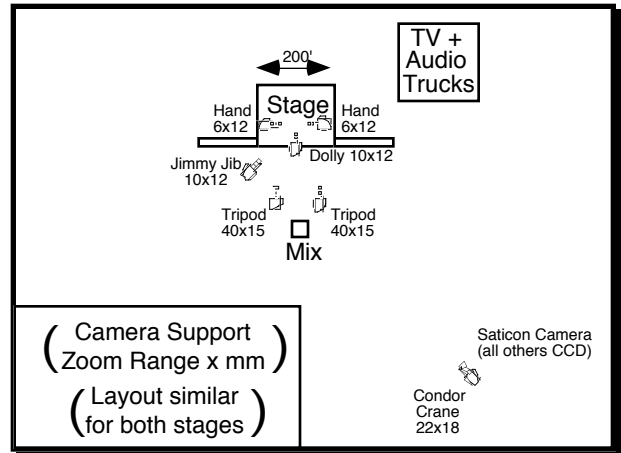 TV +
Audio
Trucks
200'
Stage
Hand
6x12
Hand
6x12
Dolly 10x12
Jimmy Jib
10x12
Tripod
40x15
Tripod
40x15
Mix
(Camera Support
Zoom Range x mm)
(Layout similar
for both stages)
Saticon Camera
(all others CCD)
Condor
Crane
22x18